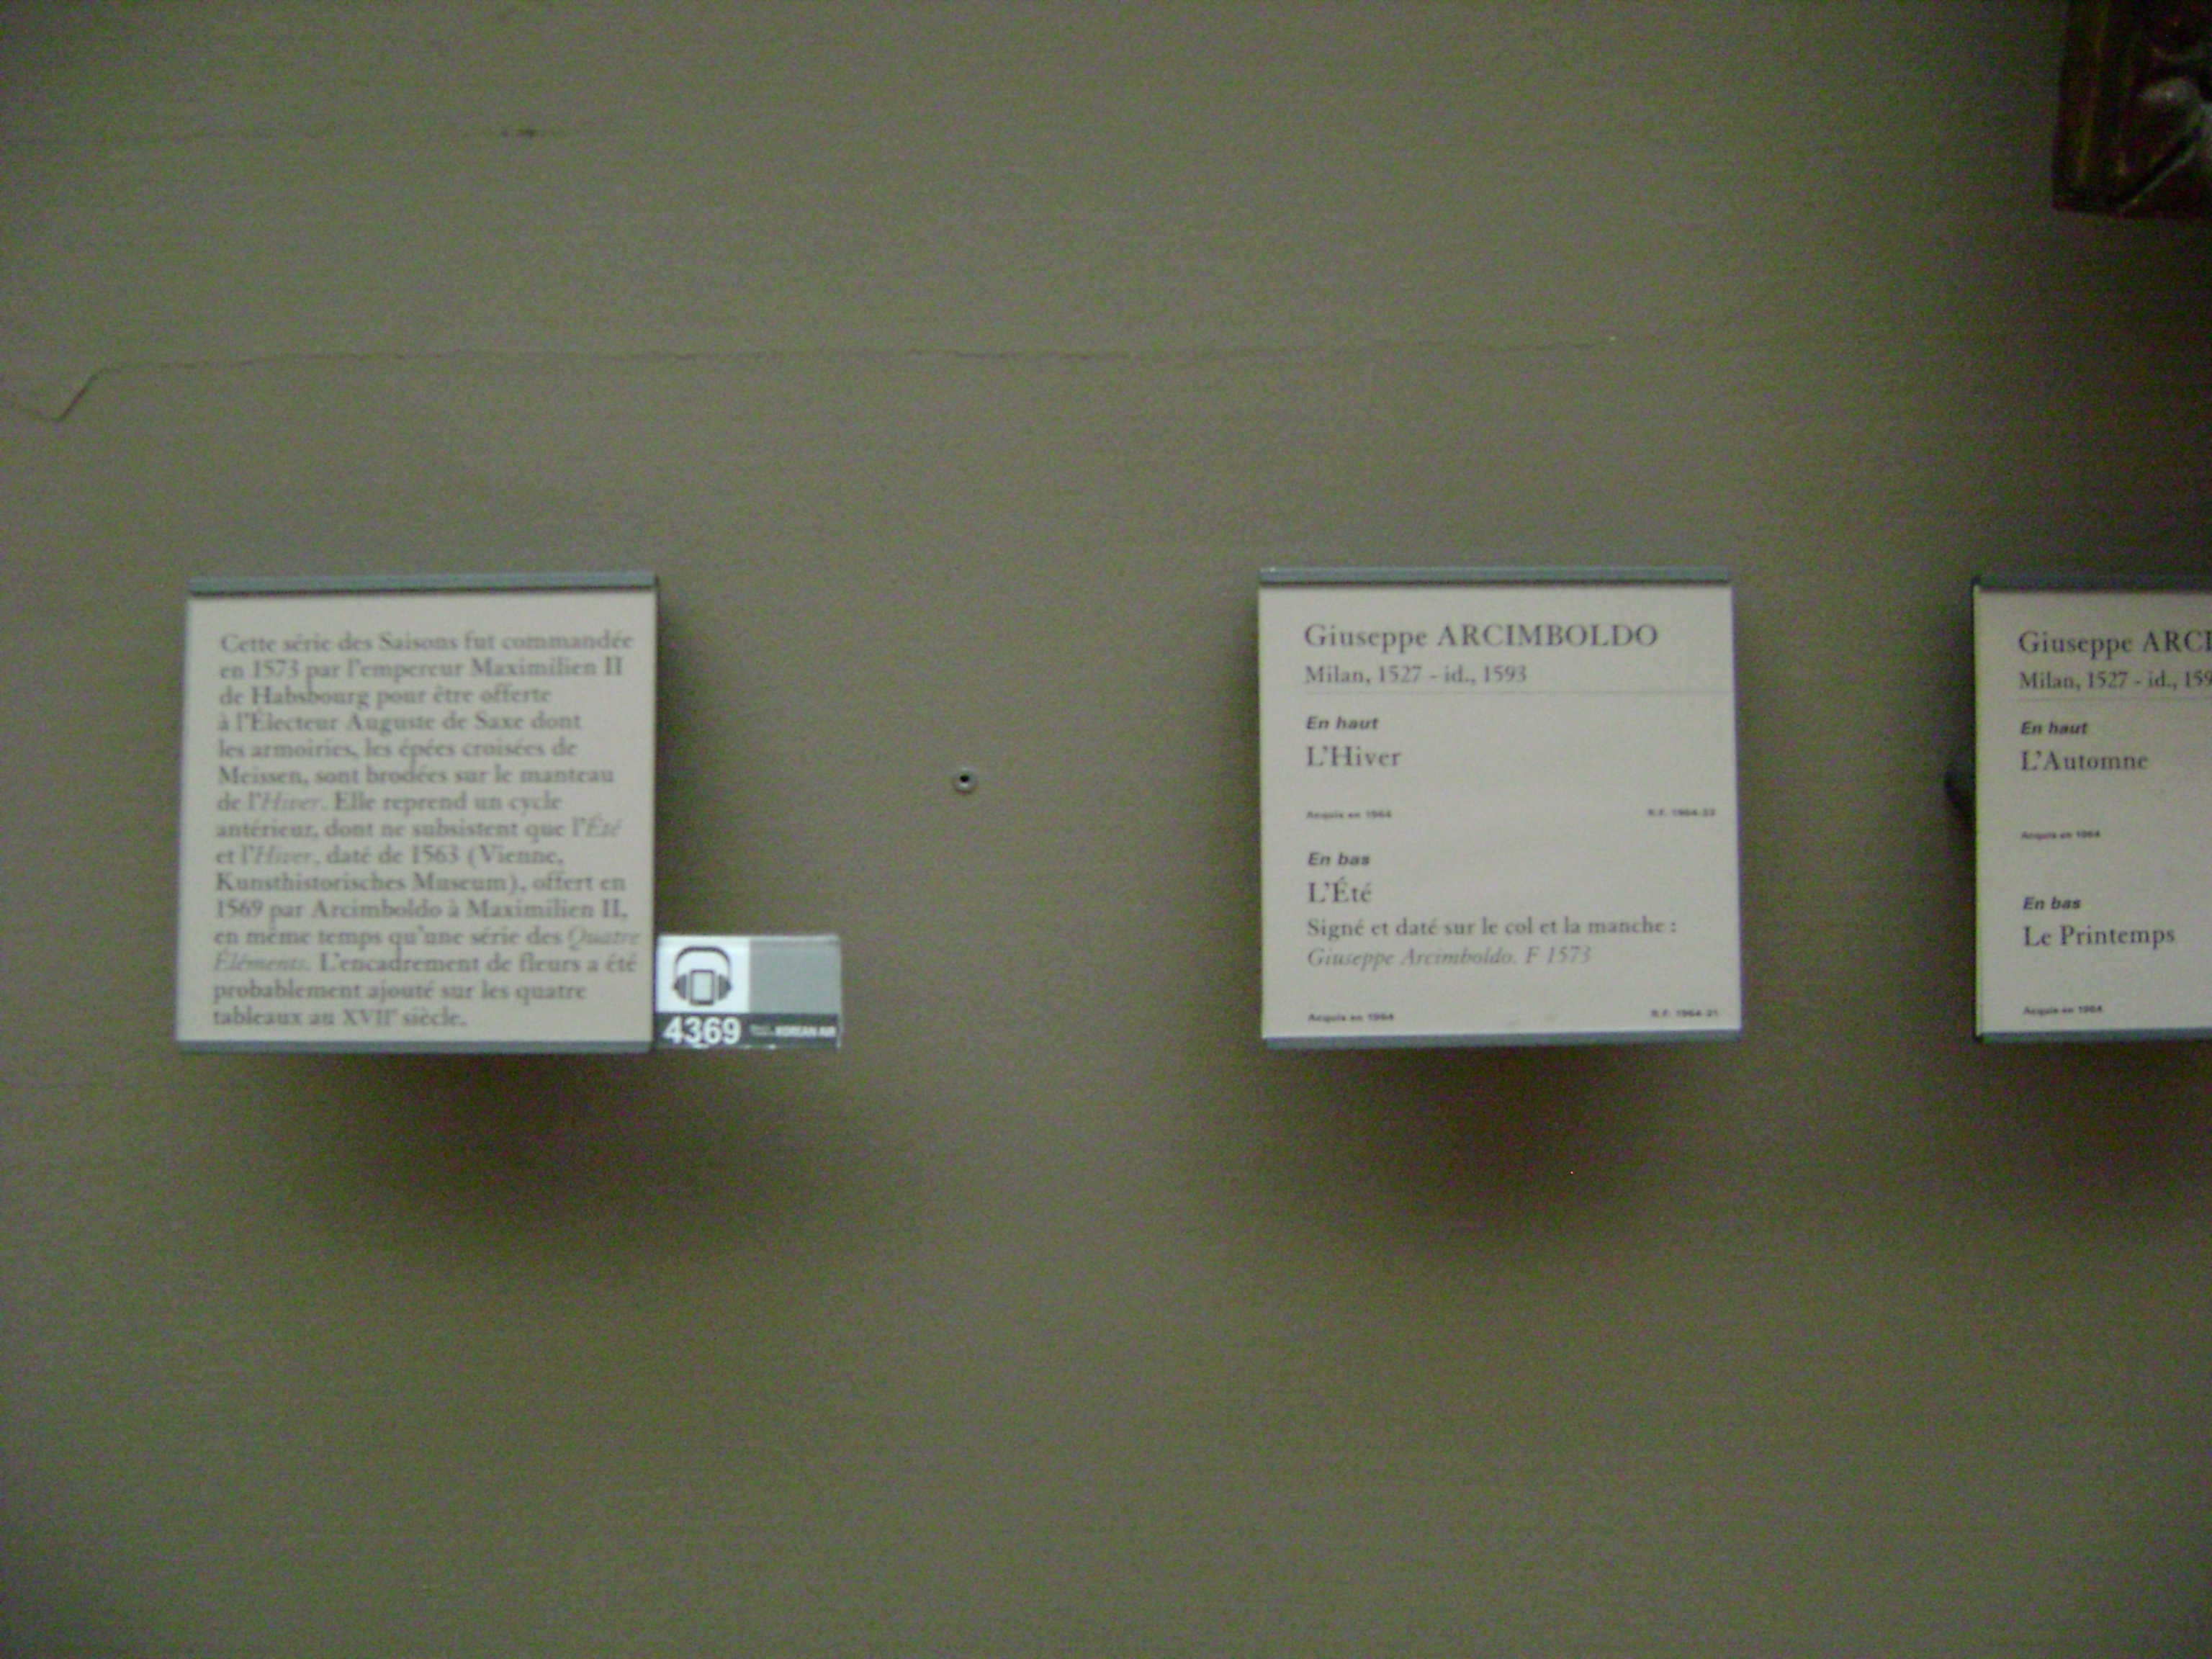 Cette série des Saisons fut commandée
en 1573 par l'empereur Maximilien II
de Habsbourg pour être offerte
à l'Électeur Auguste de Saxe dont
les armoiries, les épées croisées de
Meissen, sont brodées sur le manteau
de l'Hiver. Elle reprend un cycle
antérieur, dont ne subsistent que l'Été
et l'Hiver, daté de 1563 (Vienne,
Kunsthistorisches Museum), offert en
1569 par Arcimboldo à Maximilien II,
en même temps qu'une série des Quatre
Éléments. L'encadrement de fleurs a été
probablement ajouté sur les quatre
tableaux au XVIIe siècle.
4369 KOREAN AIR
Giuseppe ARCIMBOLDO
Milan, 1527 - id., 1593
En haut
L'Hiver
Acquis en 1964 R.F. 1964-33
En bas
L'Été
Signé et daté sur le col et la manche :
Giuseppe Arcimboldo. F 1573
Acquis en 1964 R.F. 1964-31
Giuseppe ARCI
Milan, 1527 - id., 159
En haut
L'Automne
Acquis en 1964
En bas
Le Printemps
Acquis en 1964